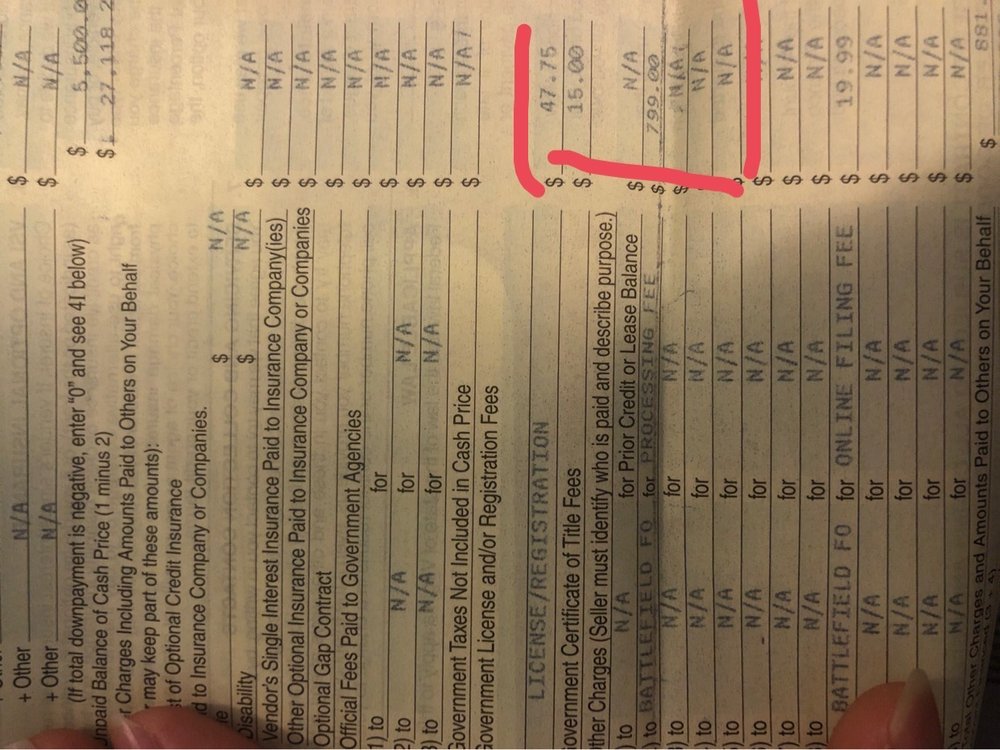 + Other N/A $ N/A
+ Other N/A $ N/A
(If total downpayment is negative, enter "0" and see 4I below) $ 5,500.0
Unpaid Balance of Cash Price (1 minus 2) $ 27,118.2
r Charges Including Amounts Paid to Others on Your Behalf
may keep part of these amounts):
t of Optional Credit Insurance
d to Insurance Company or Companies.
e $ N/A
Disability $ N/A $ N/A
Vendor's Single Interest Insurance Paid to Insurance Company(ies) $ N/A
Other Optional Insurance Paid to Insurance Company or Companies $ N/A
Optional Gap Contract $ N/A
Official Fees Paid to Government Agencies
1) to for $ N/A
2) to N/A for N/A $ N/A
3) to N/A for N/A $ N/A
Government Taxes Not Included in Cash Price $ N/A
Government License and/or Registration Fees
LICENSE/REGISTRATION $ 47.75
overnment Certificate of Title Fees $ 15.00
ther Charges (Seller must identify who is paid and describe purpose.)
) to N/A for Prior Credit or Lease Balance $ N/A
) to BATTLEFIELD FO for PROCESSING FEE $ 799.00
) to N/A for N/A $ N/A
) to N/A for N/A N/A
) to N/A for N/A $ N/A
) to N/A for N/A $
) to N/A for N/A $ N/A
) to N/A for N/A $ N/A
) to BATTLEFIELD FO for ONLINE FILING FEE $ 19.99
N/A for N/A $ N/A
N/A for N/A $ N/A
N/A for N/A $ N/A
) to N/A for N/A $ N/A
Other Charges and Amounts Paid to Others on Your Behalf $ 881.